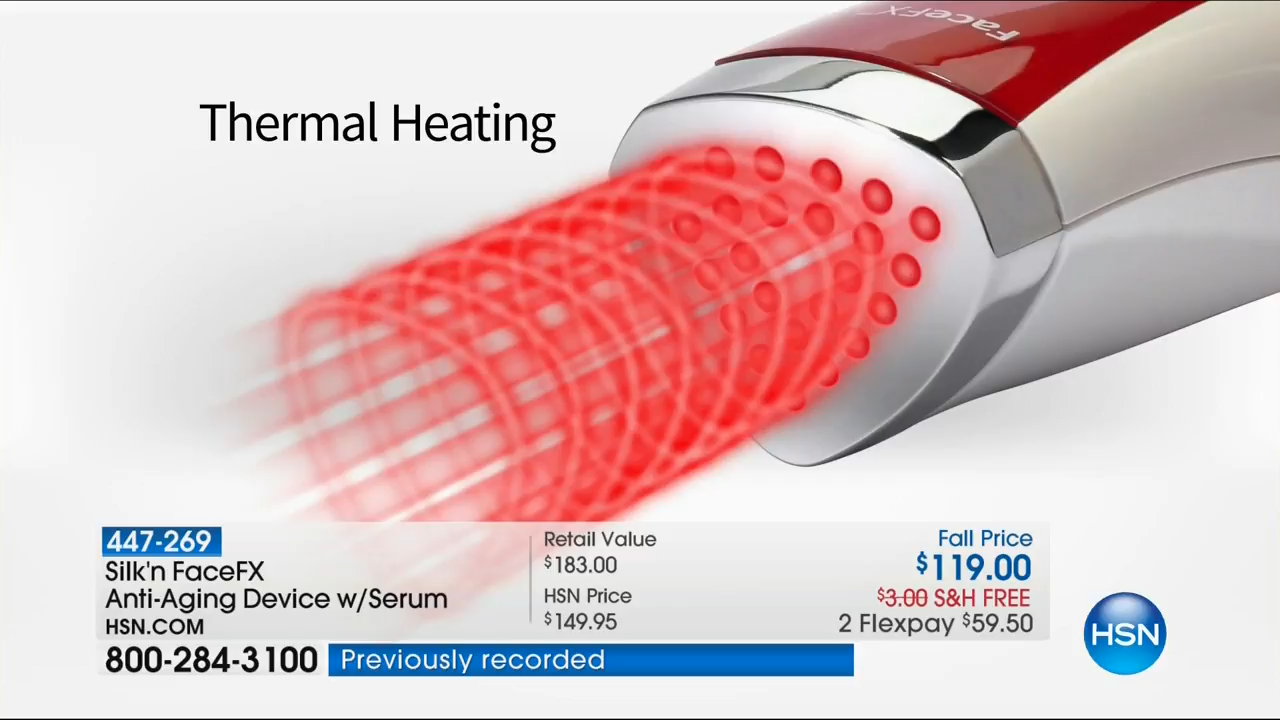 FaceFX
Thermal Heating
447-269
Silk'n FaceFX
Anti-Aging Device w/Serum
HSN.COM
Retail Value
$183.00
HSN Price
$149.95
Fall Price
$119.00
$3.00 S&H FREE
2 Flexpay $59.50
800-284-3100
Previously recorded
HSN